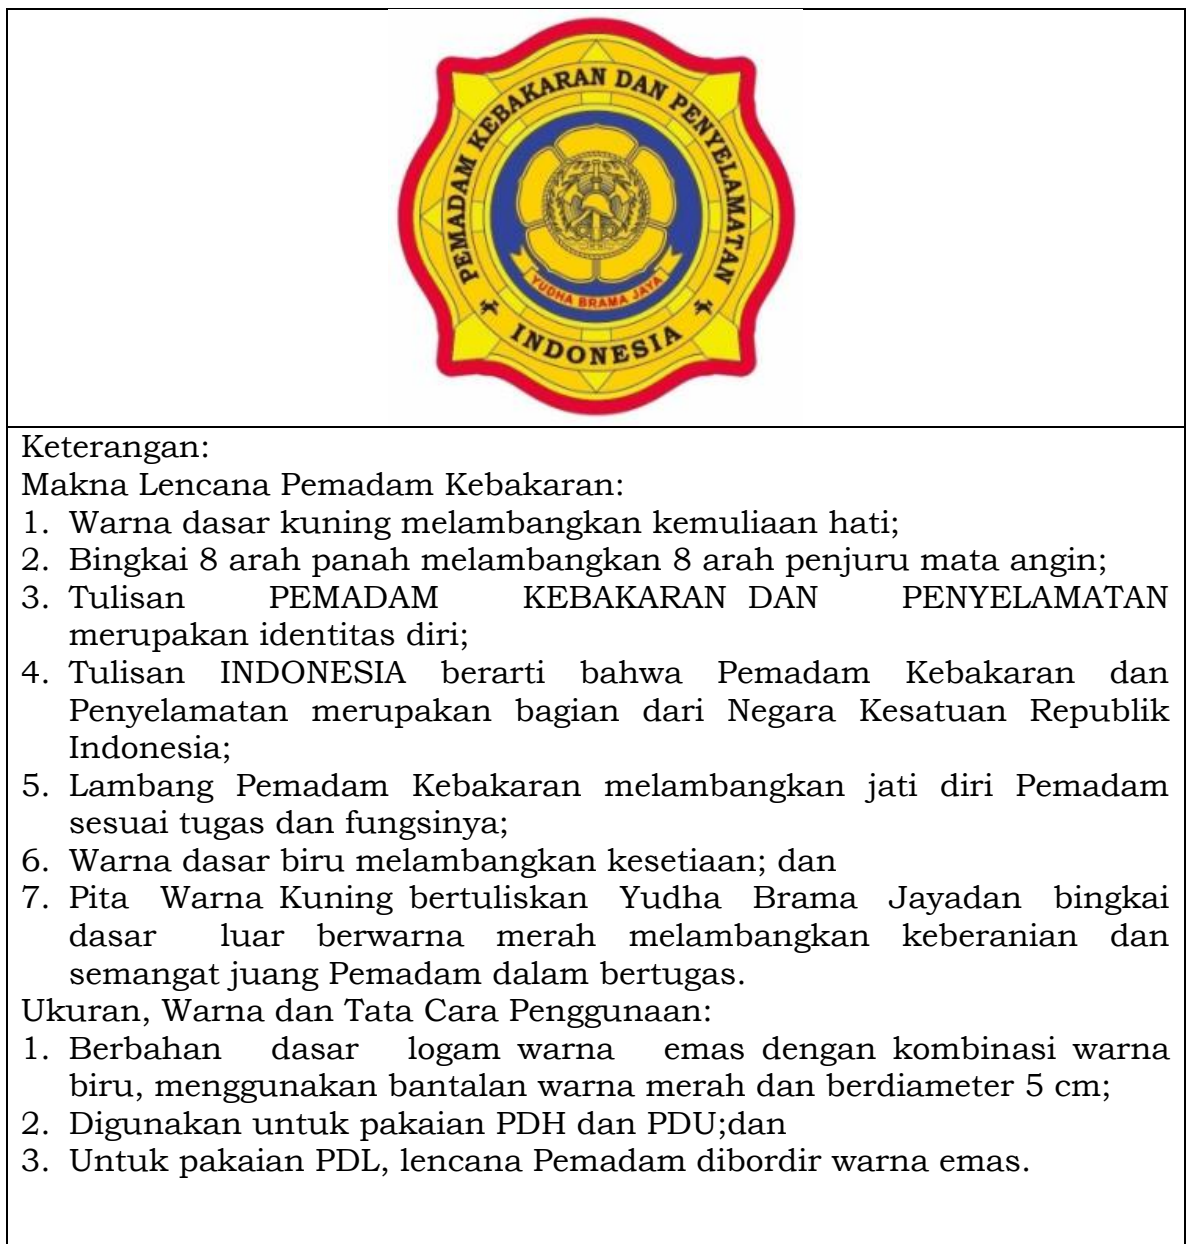 PEMADAM KEBAKARAN DAN PENYELAMATAN
YUDHA BRAMA JAYA
INDONESIA
Keterangan:
Makna Lencana Pemadam Kebakaran:
1. Warna dasar kuning melambangkan kemuliaan hati;
2. Bingkai 8 arah panah melambangkan 8 arah penjuru mata angin;
3. Tulisan PEMADAM KEBAKARAN DAN PENYELAMATAN
merupakan identitas diri;
4. Tulisan INDONESIA berarti bahwa Pemadam Kebakaran dan
Penyelamatan merupakan bagian dari Negara Kesatuan Republik
Indonesia;
5. Lambang Pemadam Kebakaran melambangkan jati diri Pemadam
sesuai tugas dan fungsinya;
6. Warna dasar biru melambangkan kesetiaan; dan
7. Pita Warna Kuning bertuliskan Yudha Brama Jayadan bingkai
dasar luar berwarna merah melambangkan keberanian dan
semangat juang Pemadam dalam bertugas.
Ukuran, Warna dan Tata Cara Penggunaan:
1. Berbahan dasar logam warna emas dengan kombinasi warna
biru, menggunakan bantalan warna merah dan berdiameter 5 cm;
2. Digunakan untuk pakaian PDH dan PDU;dan
3. Untuk pakaian PDL, lencana Pemadam dibordir warna emas.